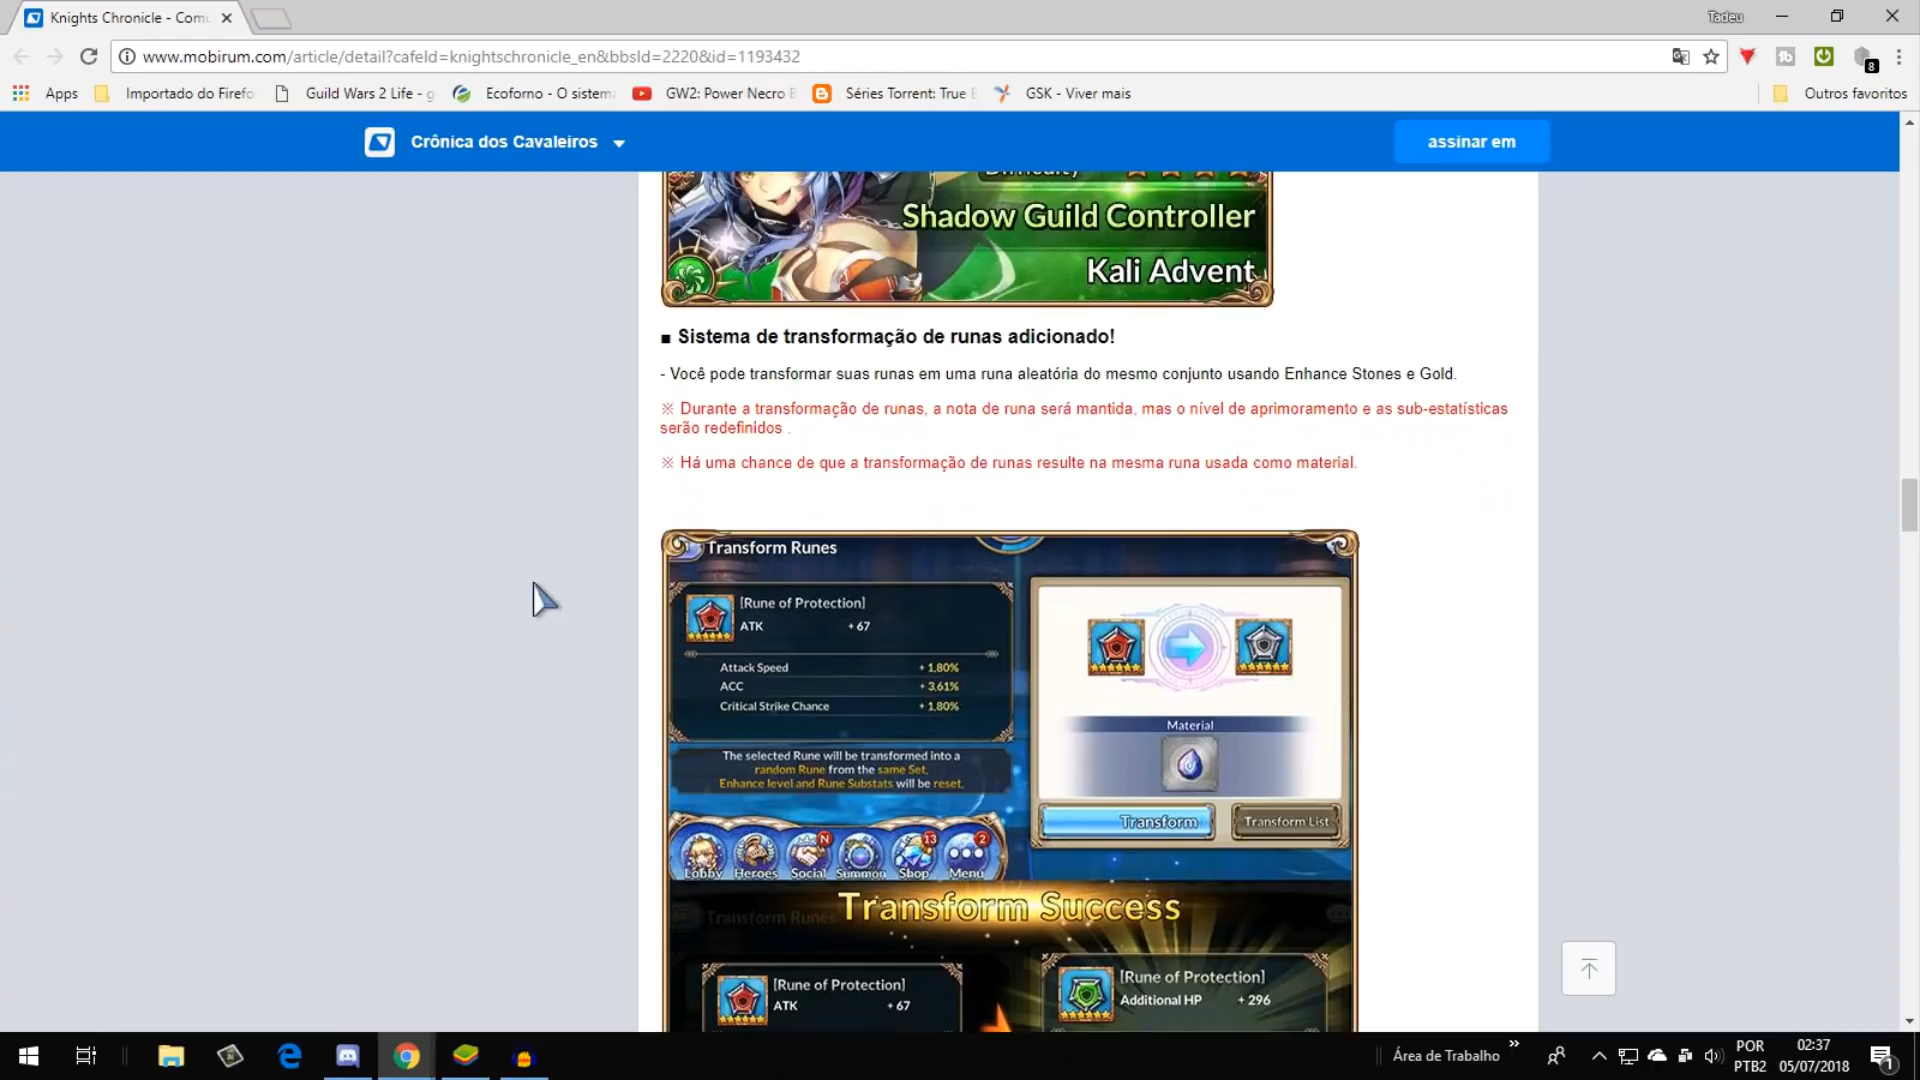 Knights Chronicle - Comu
Tadeu
www.mobirum.com/article/detail?cafeId=knightschronicle_en&bbsId=2220&id=1193432
8
Apps
Importado do Firefo
Guild Wars 2 Life - g
Ecoforno - O sistema
GW2: Power Necro B
Séries Torrent: True B
GSK - Viver mais
Outros favoritos
Crônica dos Cavaleiros
assinar em
Difficulty
Shadow Guild Controller
Kali Advent
■ Sistema de transformação de runas adicionado!
- Você pode transformar suas runas em uma runa aleatória do mesmo conjunto usando Enhance Stones e Gold.
※ Durante a transformação de runas, a nota de runa será mantida, mas o nível de aprimoramento e as sub-estatísticas
serão redefinidos .
※ Há uma chance de que a transformação de runas resulte na mesma runa usada como material.
Transform Runes
[Rune of Protection]
ATK + 67
Attack Speed + 1,80%
ACC + 3,61%
Critical Strike Chance + 1,80%
The selected Rune will be transformed into a
random Rune from the same Set,
Enhance level and Rune Substats will be reset,
Material
Transform
Transform List
N
13
2
Lobby
Heroes
Social
Summon
Shop
Menu
Transform Runes
Transform Success
[Rune of Protection]
ATK + 67
[Rune of Protection]
Additional HP + 296
Área de Trabalho
POR
PTB2
02:37
05/07/2018
1